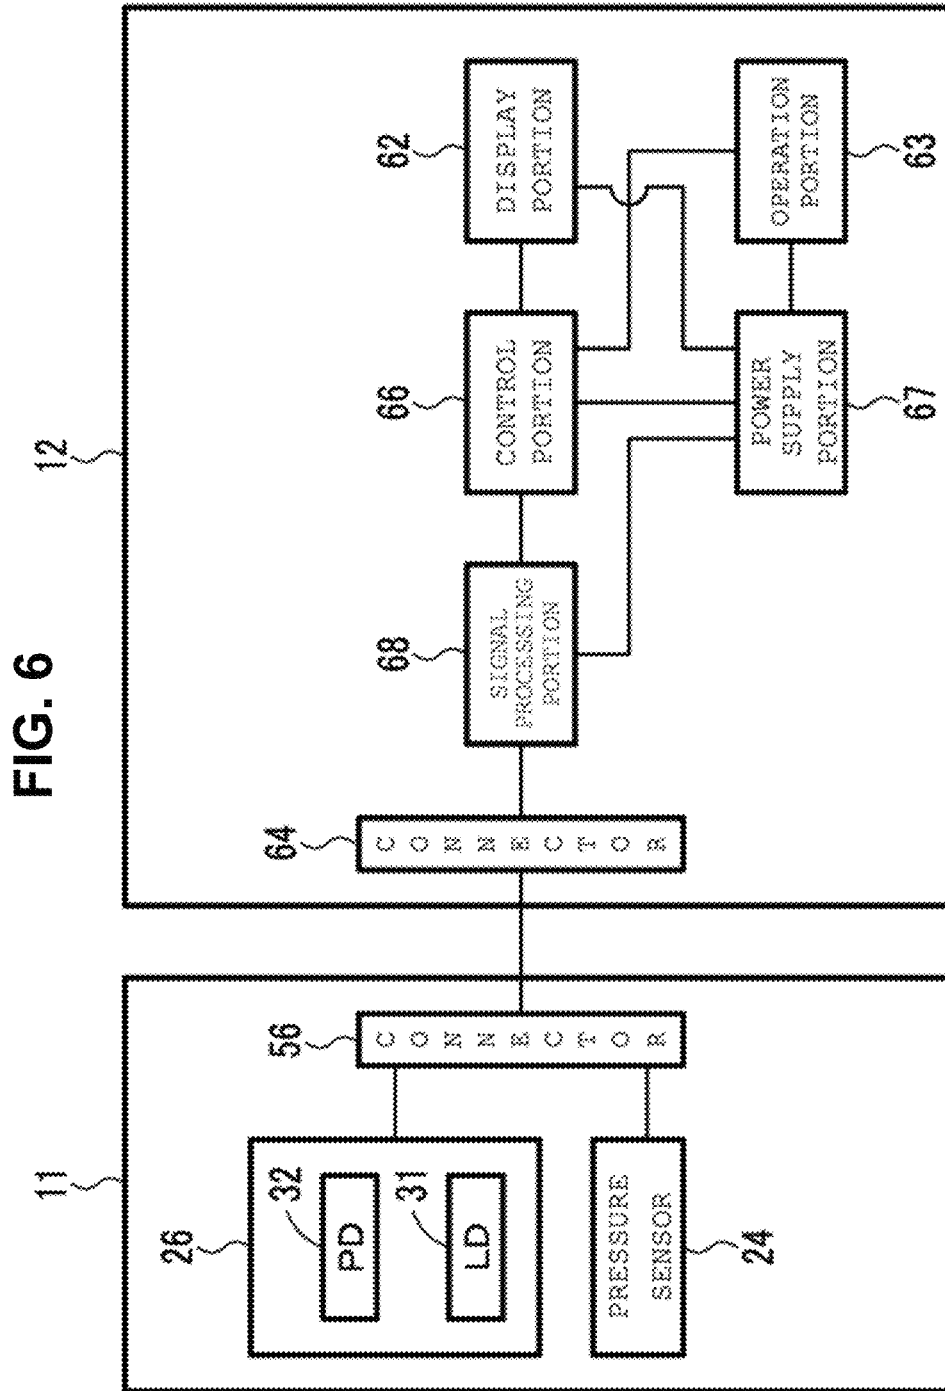 FIG. 6
11
26
32
PD
31
LD
PRESSURE
SENSOR
24
56
CONNECTOR
12
64
CONNECTOR
68
SIGNAL
PROCESSING
PORTION
66
CONTROL
PORTION
62
DISPLAY
PORTION
POWER
SUPPLY
PORTION
67
OPERATION
PORTION
63